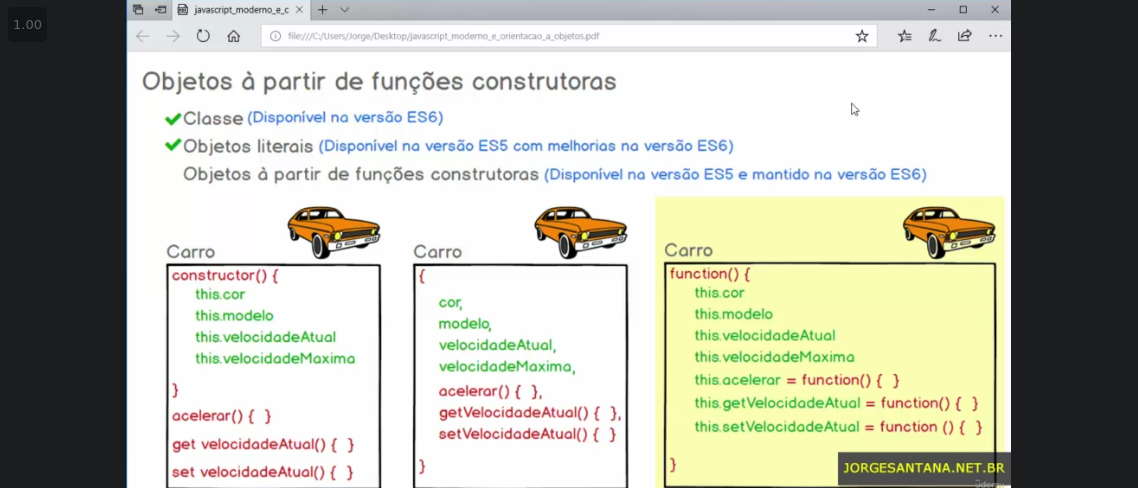 1.00
javascript_moderno_e_c
file:///C:/Users/Jorge/Desktop/javascript_moderno_e_orientacao_a_objetos.pdf
Objetos à partir de funções construtoras
Classe (Disponível na versão ES6)
Objetos literais (Disponível na versão ES5 com melhorias na versão ES6)
Objetos à partir de funções construtoras (Disponível na versão ES5 e mantido na versão ES6)
Carro
constructor() {
this.cor
this.modelo
this.velocidadeAtual
this.velocidadeMaxima
}
acelerar() { }
get velocidadeAtual() { }
set velocidadeAtual() { }
Carro
{
cor,
modelo,
velocidadeAtual,
velocidadeMaxima,
acelerar() { },
getVelocidadeAtual() { },
setVelocidadeAtual() { }
}
Carro
function() {
this.cor
this.modelo
this.velocidadeAtual
this.velocidadeMaxima
this.acelerar = function() { }
this.getVelocidadeAtual = function() { }
this.setVelocidadeAtual = function () { }
}
JORGESANTANA.NET.BR